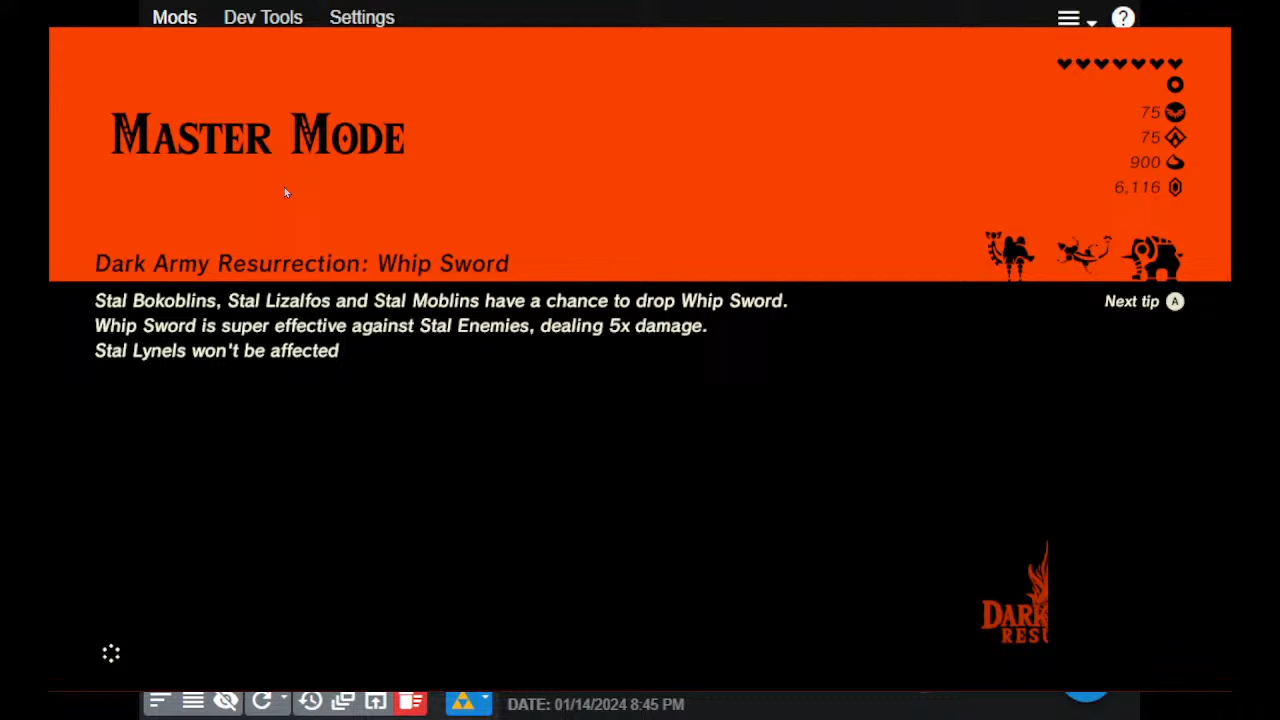 Mods Dev Tools Settings
?
MASTER MODE
75
75
900
6,116
Dark Army Resurrection: Whip Sword
Stal Bokoblins, Stal Lizalfos and Stal Moblins have a chance to drop Whip Sword.
Next tip A
Whip Sword is super effective against Stal Enemies, dealing 5x damage.
Stal Lynels won't be affected
DARK
RESU
DATE: 01/14/2024 8:45 PM